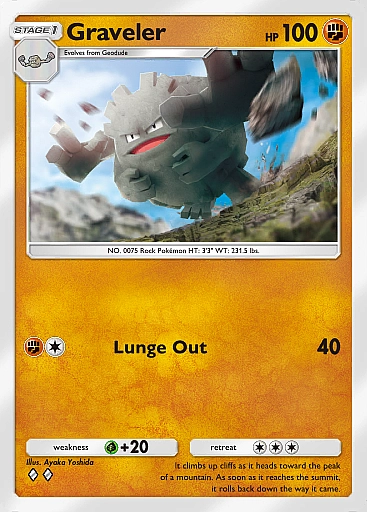 STAGE 1
Graveler
HP 100
Evolves from Geodude
NO. 0075 Rock Pokémon HT: 3'3" WT: 231.5 lbs.
Lunge Out 40
weakness +20 retreat
Illus. Ayaka Yoshida
It climbs up cliffs as it heads toward the peak
of a mountain. As soon as it reaches the summit,
it rolls back down the way it came.